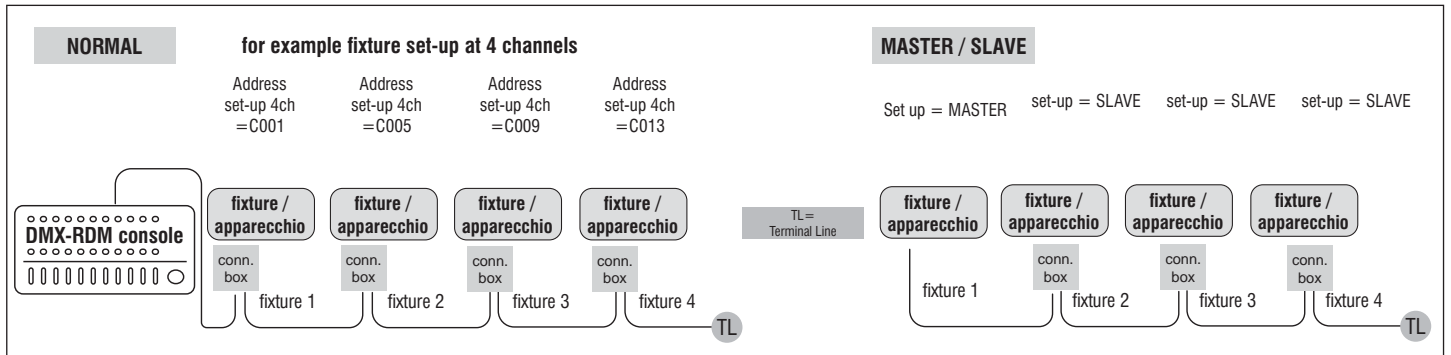 NORMAL
for example fixture set-up at 4 channels
Address
set-up 4ch
=C001
Address
set-up 4ch
=C005
Address
set-up 4ch
=C009
Address
set-up 4ch
=C013
DMX-RDM console
fixture /
apparecchio
fixture /
apparecchio
fixture /
apparecchio
fixture /
apparecchio
conn.
box
conn.
box
conn.
box
conn.
box
fixture 1
fixture 2
fixture 3
fixture 4
TL
TL=
Terminal Line
MASTER / SLAVE
Set up = MASTER
set-up = SLAVE
set-up = SLAVE
set-up = SLAVE
fixture /
apparecchio
fixture /
apparecchio
fixture /
apparecchio
fixture /
apparecchio
conn.
box
conn.
box
conn.
box
fixture 1
fixture 2
fixture 3
fixture 4
TL